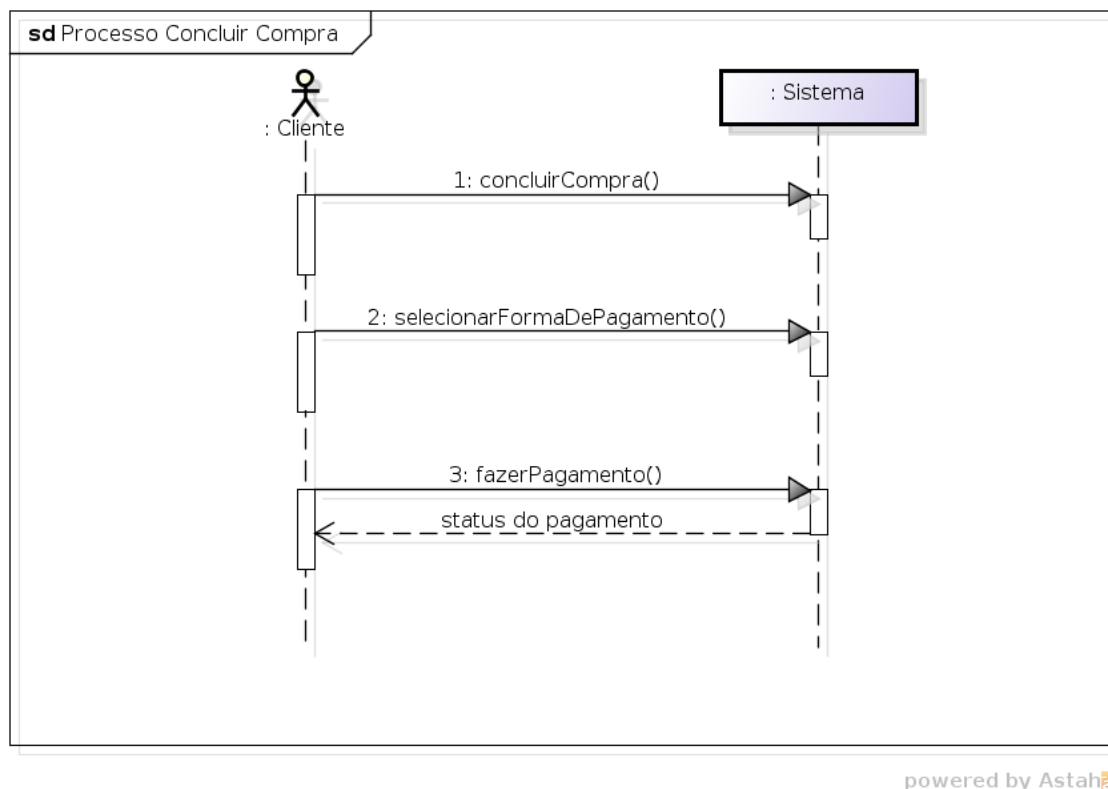 sd Processo Concluir Compra
: Cliente
: Sistema
1: concluirCompra()
2: selecionarFormaDePagamento()
3: fazerPagamento()
status do pagamento
powered by Astah